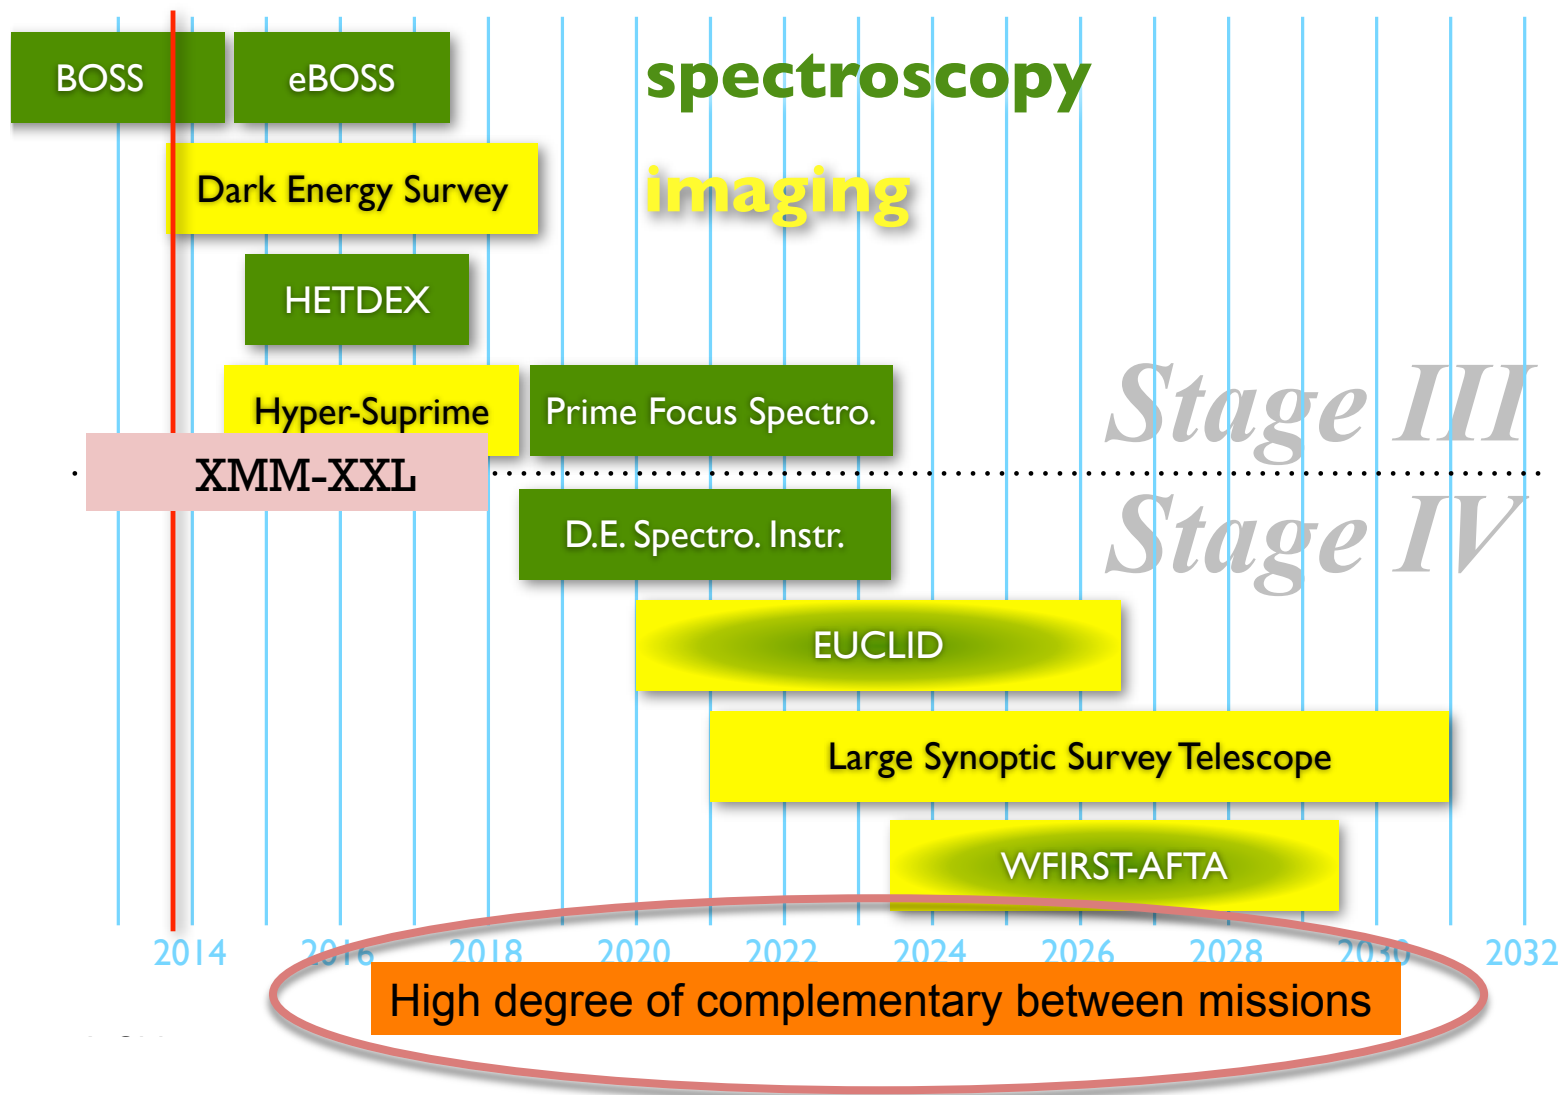 BOSS
eBOSS
spectroscopy
Dark Energy Survey
imaging
HETDEX
Hyper-Suprime
Prime Focus Spectro.
Stage III
XMM-XXL
D.E. Spectro. Instr.
Stage IV
EUCLID
Large Synoptic Survey Telescope
WFIRST-AFTA
2014 2016 2018 2020 2022 2024 2026 2028 2030 2032
High degree of complementary between missions